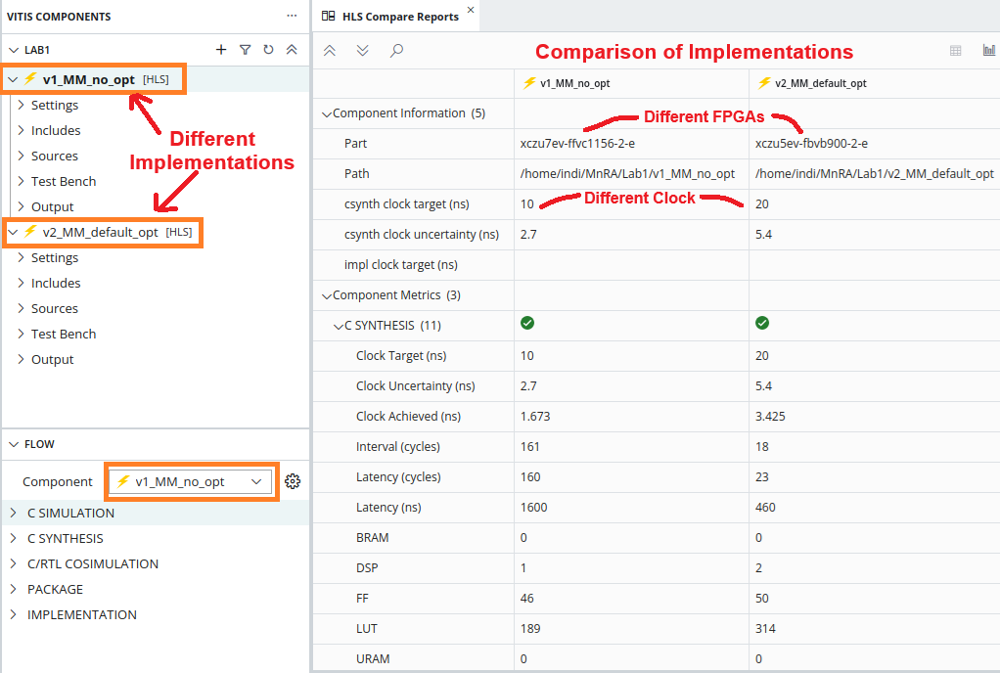 VITIS COMPONENTS ...
LAB1
v1_MM_no_opt [HLS]
Settings
Includes
Sources
Test Bench
Output
v2_MM_default_opt [HLS]
Settings
Includes
Sources
Test Bench
Output
Different
Implementations
FLOW
Component v1_MM_no_opt
C SIMULATION
C SYNTHESIS
C/RTL COSIMULATION
PACKAGE
IMPLEMENTATION
HLS Compare Reports
Comparison of Implementations
v1_MM_no_opt v2_MM_default_opt
Component Information (5)
Different FPGAs
Part xczu7ev-ffvc1156-2-e xczu5ev-fbvb900-2-e
Path /home/indi/MnRA/Lab1/v1_MM_no_opt /home/indi/MnRA/Lab1/v2_MM_default_opt
csynth clock target (ns) 10 Different Clock 20
csynth clock uncertainty (ns) 2.7 5.4
impl clock target (ns)
Component Metrics (3)
C SYNTHESIS (11)
Clock Target (ns) 10 20
Clock Uncertainty (ns) 2.7 5.4
Clock Achieved (ns) 1.673 3.425
Interval (cycles) 161 18
Latency (cycles) 160 23
Latency (ns) 1600 460
BRAM 0 0
DSP 1 2
FF 46 50
LUT 189 314
URAM 0 0